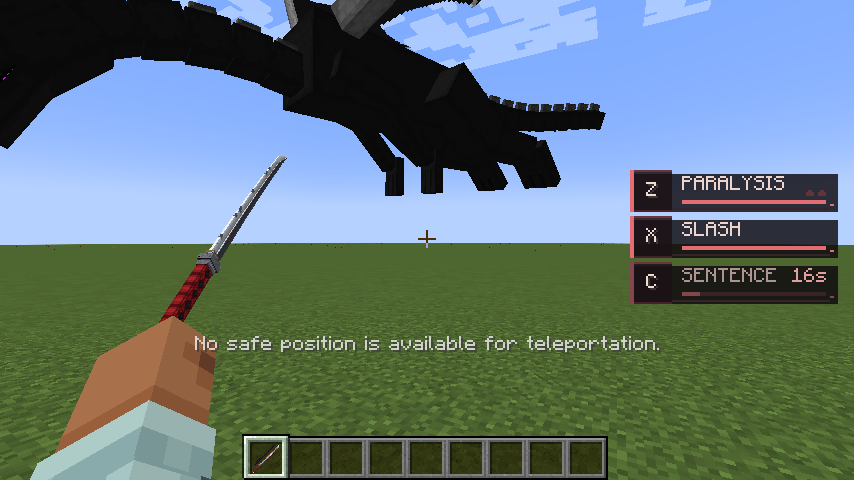 Z PARALYSIS
X SLASH
C SENTENCE 16s
No safe position is available for teleportation.